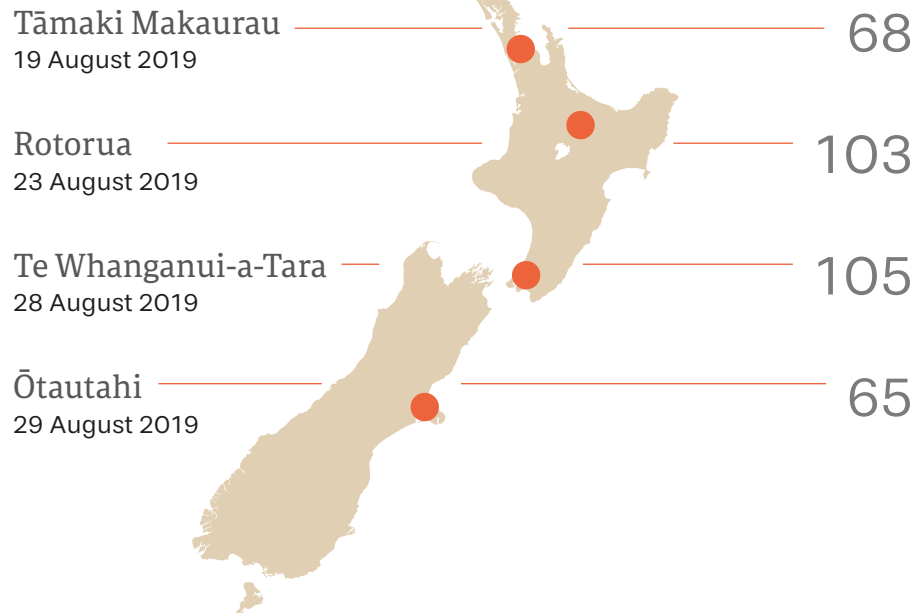 Tāmaki Makaurau 68
19 August 2019
Rotorua 103
23 August 2019
Te Whanganui-a-Tara 105
28 August 2019
Ōtautahi 65
29 August 2019